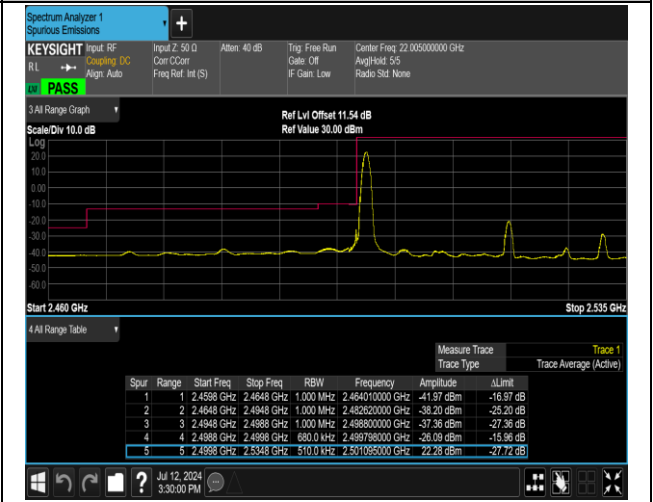 Spectrum Analyzer 1
Spurious Emissions
+
KEYSIGHT Input: RF Input Z: 50 Ω Atten: 40 dB Trig: Free Run Center Freq: 22.005000000 GHz
RL Coupling: DC Corr CCorr Gate: Off Avg|Hold: 5/5
Align: Auto Freq Ref: Int (S) IF Gain: Low Radio Std: None
LXI PASS
3 All Range Graph
Ref Lvl Offset 11.54 dB
Scale/Div 10.0 dB Ref Value 30.00 dBm
Log
20.0
10.0
0.00
-10.0
-20.0
-30.0
-40.0
-50.0
-60.0
Start 2.460 GHz Stop 2.535 GHz
4 All Range Table
Measure Trace Trace 1
Trace Type Trace Average (Active)
Spur Range Start Freq Stop Freq RBW Frequency Amplitude ΔLimit
1 1 2.4598 GHz 2.4648 GHz 1.000 MHz 2.464010000 GHz -41.97 dBm -16.97 dB
2 2 2.4648 GHz 2.4948 GHz 1.000 MHz 2.482620000 GHz -38.20 dBm -25.20 dB
3 3 2.4948 GHz 2.4988 GHz 1.000 MHz 2.498800000 GHz -37.36 dBm -27.36 dB
4 4 2.4988 GHz 2.4998 GHz 680.0 kHz 2.499798000 GHz -26.09 dBm -15.96 dB
5 5 2.4998 GHz 2.5348 GHz 510.0 kHz 2.501095000 GHz 22.28 dBm -27.72 dB
? Jul 12, 2024
3:30:00 PM